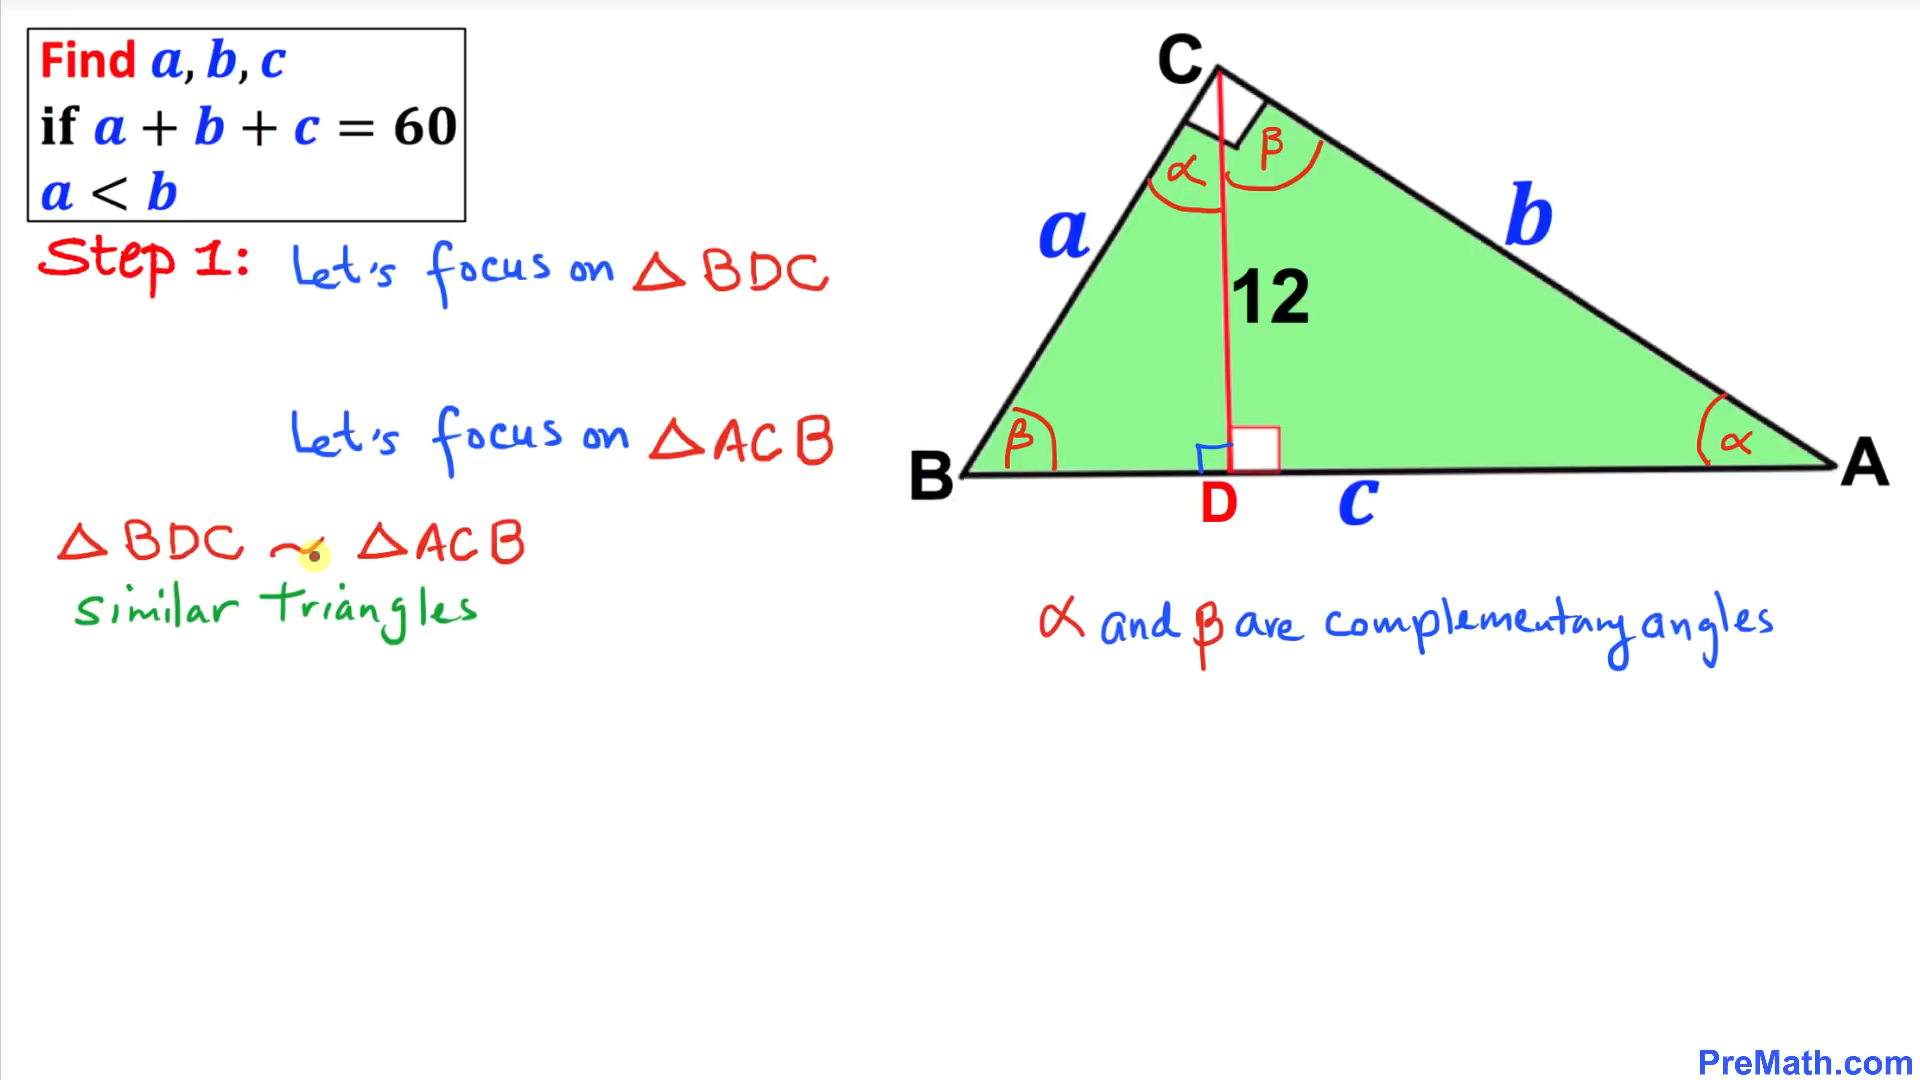 Find a, b, c
if a + b + c = 60
a < b
Step 1: Let's focus on △ BDC
Let's focus on △ ACB
△ BDC ~ △ ACB
similar triangles
C
α
β
a
b
12
β
α
B
A
D
c
α and β are complementary angles
PreMath.com